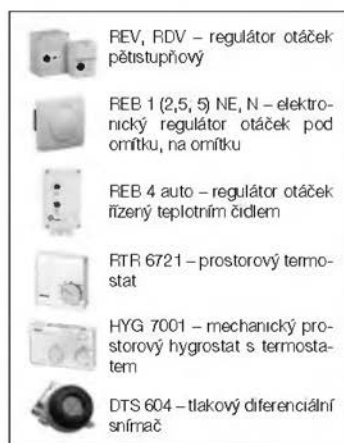 REV, RDV – regulátor otáček
pětistupňový
REB 1 (2,5, 5) NE, N – elektro-
nický regulátor otáček pod
omítku, na omítku
REB 4 auto – regulátor otáček
řízený teplotním čidlem
RTR 6721 – prostorový termo-
stat
HYG 7001 – mechanický pro-
storový hygrostat s termosta-
tem
DTS 604 – tlakový diferenciální
snímač